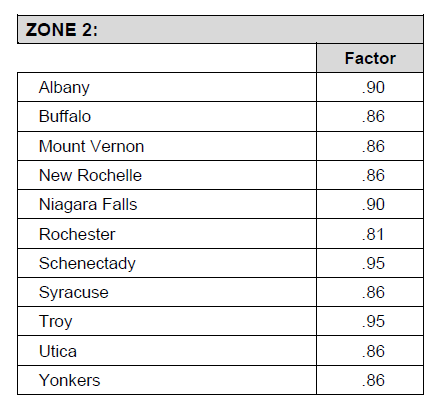 ZONE 2:
Factor
Albany .90
Buffalo .86
Mount Vernon .86
New Rochelle .86
Niagara Falls .90
Rochester .81
Schenectady .95
Syracuse .86
Troy .95
Utica .86
Yonkers .86